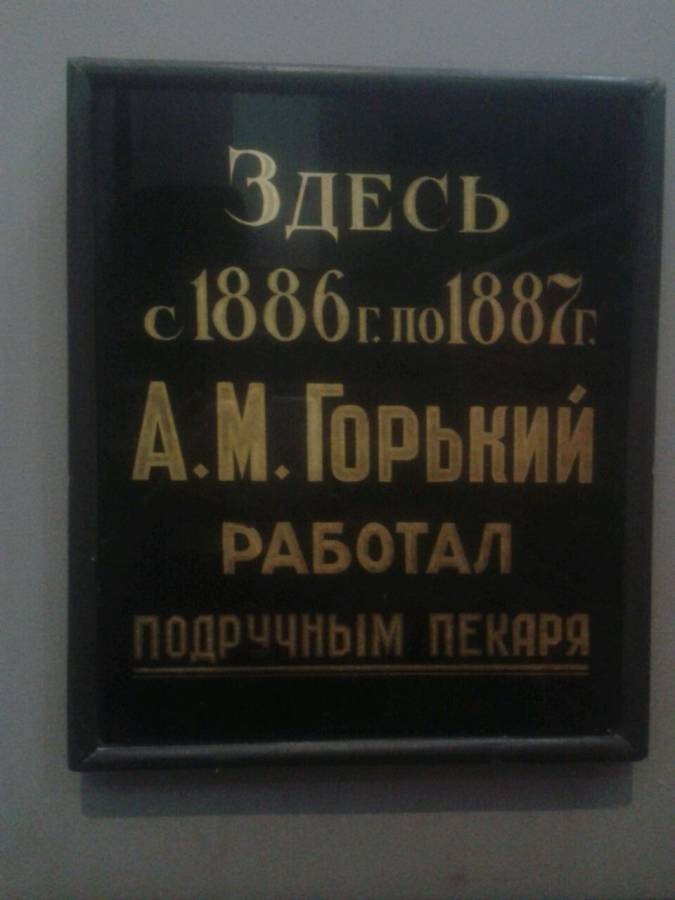 Здесь
с 1886 г. по 1887 г.
А.М. Горький
работал
подручным пекаря